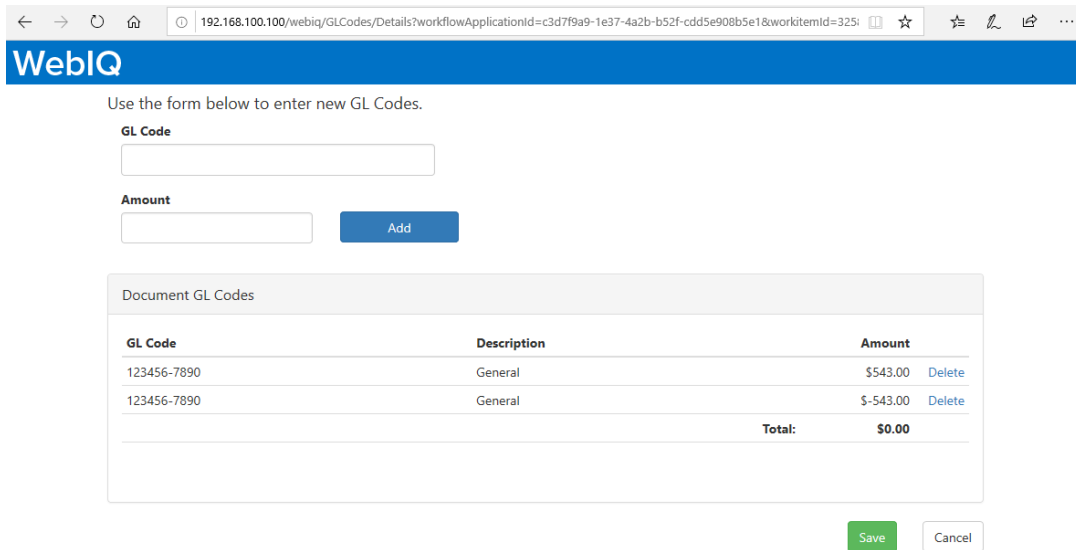 192.168.100.100/webiq/GLCodes/Details?workflowApplicationId=c3d7f9a9-1e37-4a2b-b52f-cdd5e908b5e1&workitemId=325
WebIQ
Use the form below to enter new GL Codes.
GL Code
Amount
Add
Document GL Codes
GL Code Description Amount
123456-7890 General $543.00 Delete
123456-7890 General $-543.00 Delete
Total: $0.00
Save Cancel